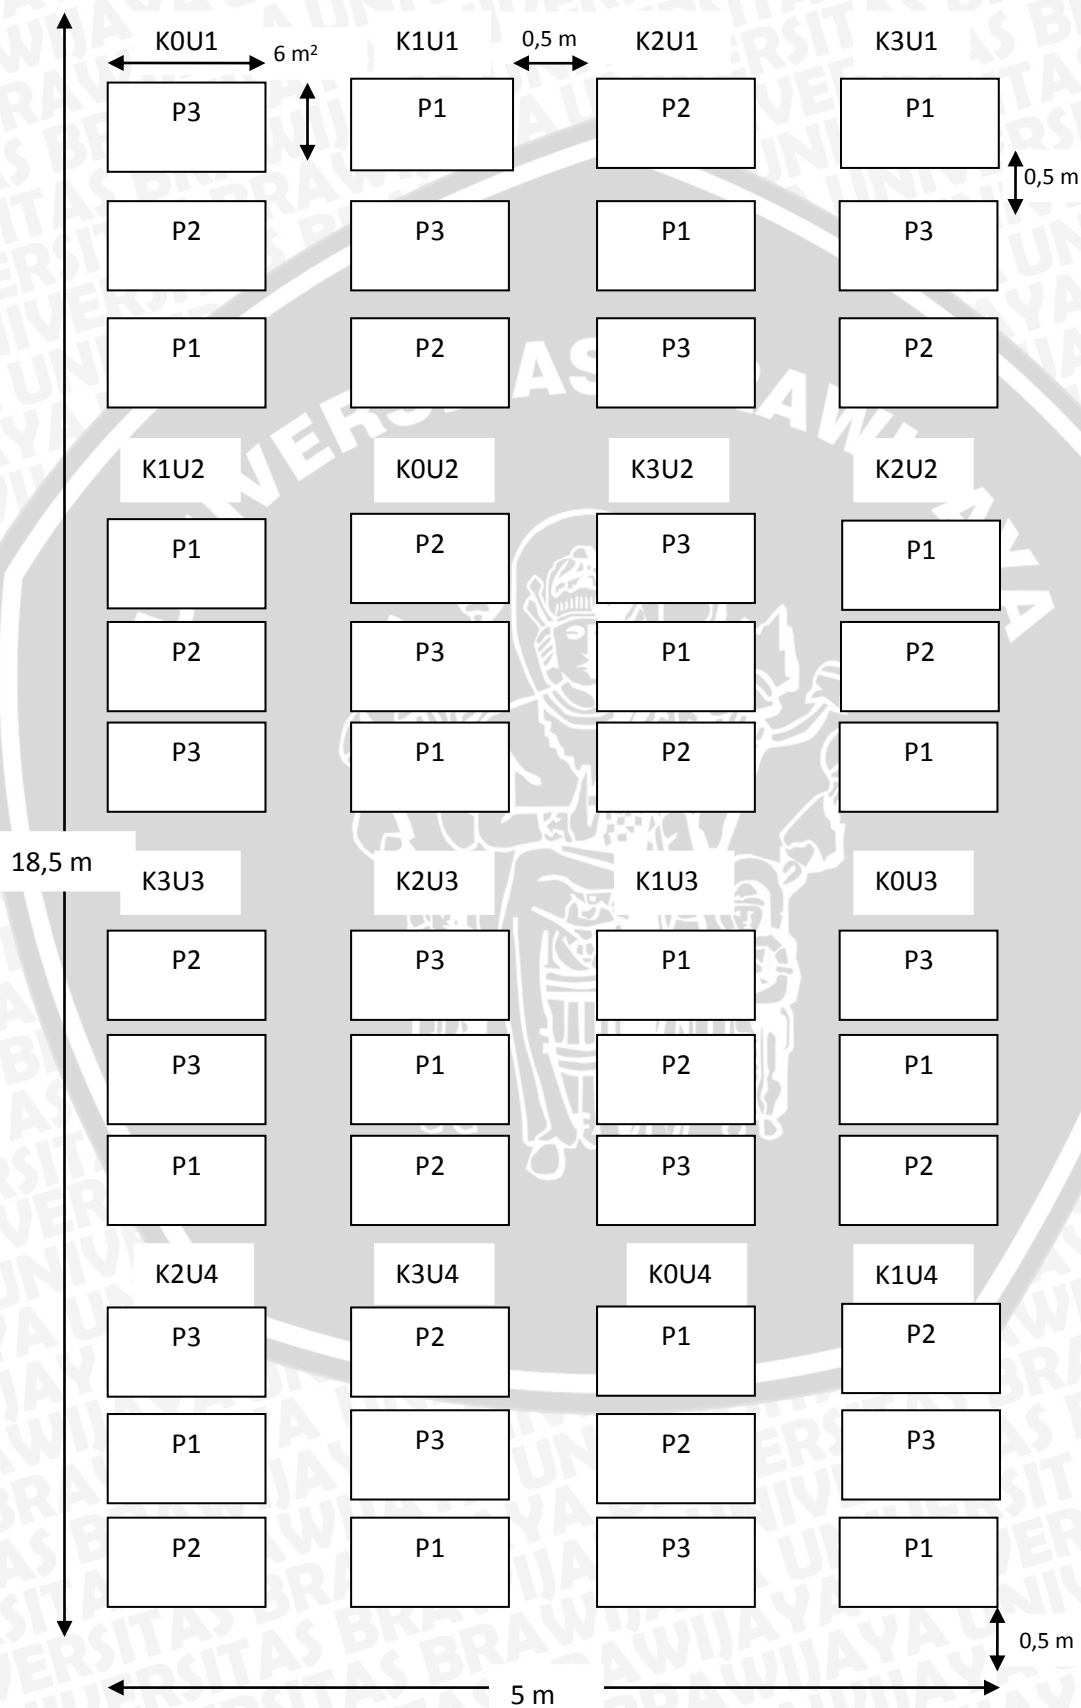 K0U1 K1U1 0,5 m K2U1 K3U1
6 m²
P3 P1 P2 P1
0,5 m
P2 P3 P1 P3
P1 P2 P3 P2
K1U2 K0U2 K3U2 K2U2
P1 P2 P3 P1
P2 P3 P1 P2
P3 P1 P2 P1
18,5 m
K3U3 K2U3 K1U3 K0U3
P2 P3 P1 P3
P3 P1 P2 P1
P1 P2 P3 P2
K2U4 K3U4 K0U4 K1U4
P3 P2 P1 P2
P1 P3 P2 P3
P2 P1 P3 P1
0,5 m
5 m